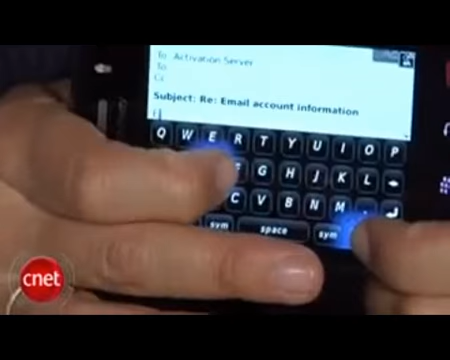 To: Activation Server
To:
Cc:
Subject: Re: Email account information
Q W E R T Y U I O P
G H J K L
C V B N M
sym space sym
cnet